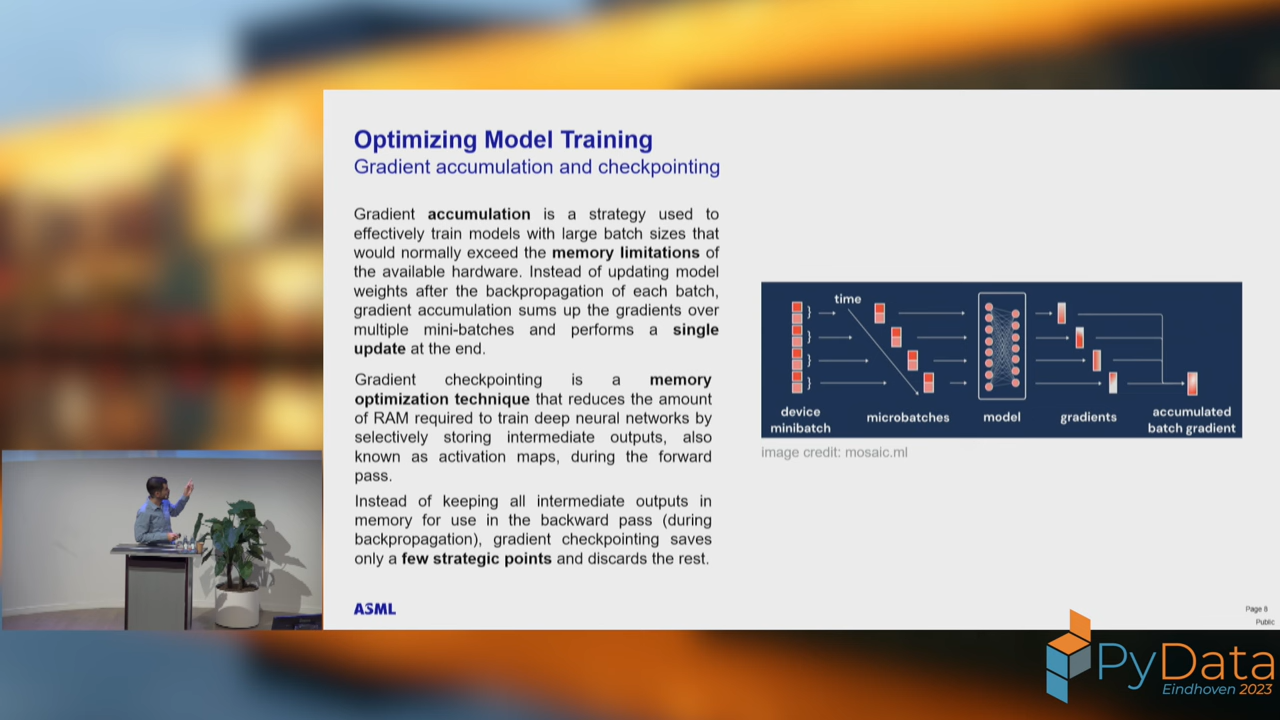 Optimizing Model Training
Gradient accumulation and checkpointing
Gradient accumulation is a strategy used to
effectively train models with large batch sizes that
would normally exceed the memory limitations of
the available hardware. Instead of updating model
weights after the backpropagation of each batch,
gradient accumulation sums up the gradients over
multiple mini-batches and performs a single
update at the end.
Gradient checkpointing is a memory
optimization technique that reduces the amount
of RAM required to train deep neural networks by
selectively storing intermediate outputs, also
known as activation maps, during the forward
pass.
Instead of keeping all intermediate outputs in
memory for use in the backward pass (during
backpropagation), gradient checkpointing saves
only a few strategic points and discards the rest.
time
device
minibatch
microbatches
model
gradients
accumulated
batch gradient
image credit: mosaic.ml
ASML
Page 8
Public
PyData
Eindhoven 2023